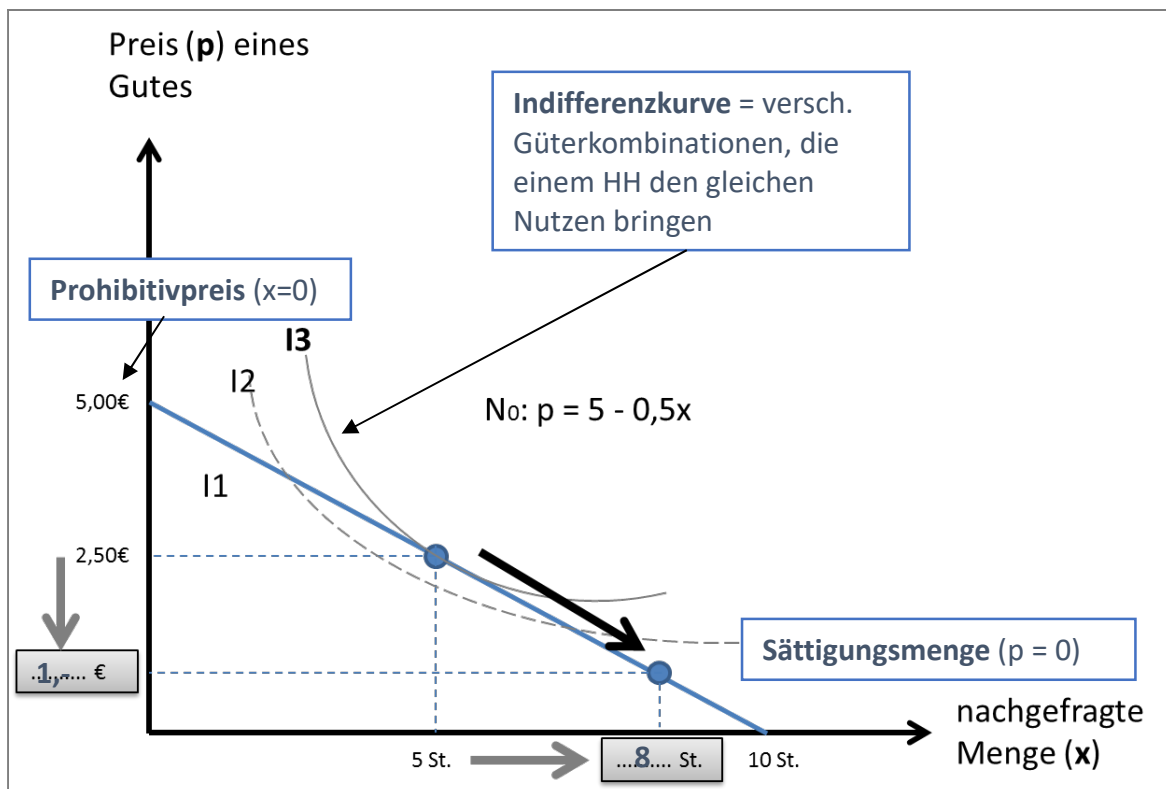 Preis (p) eines
Gutes
Indifferenzkurve = versch.
Güterkombinationen, die
einem HH den gleichen
Nutzen bringen
Prohibitivpreis (x=0)
I3
I2
5,00€
N0: p = 5 - 0,5x
I1
2,50€
Sättigungsmenge (p = 0)
1,- €
nachgefragte
Menge (x)
5 St.
8 St.
10 St.